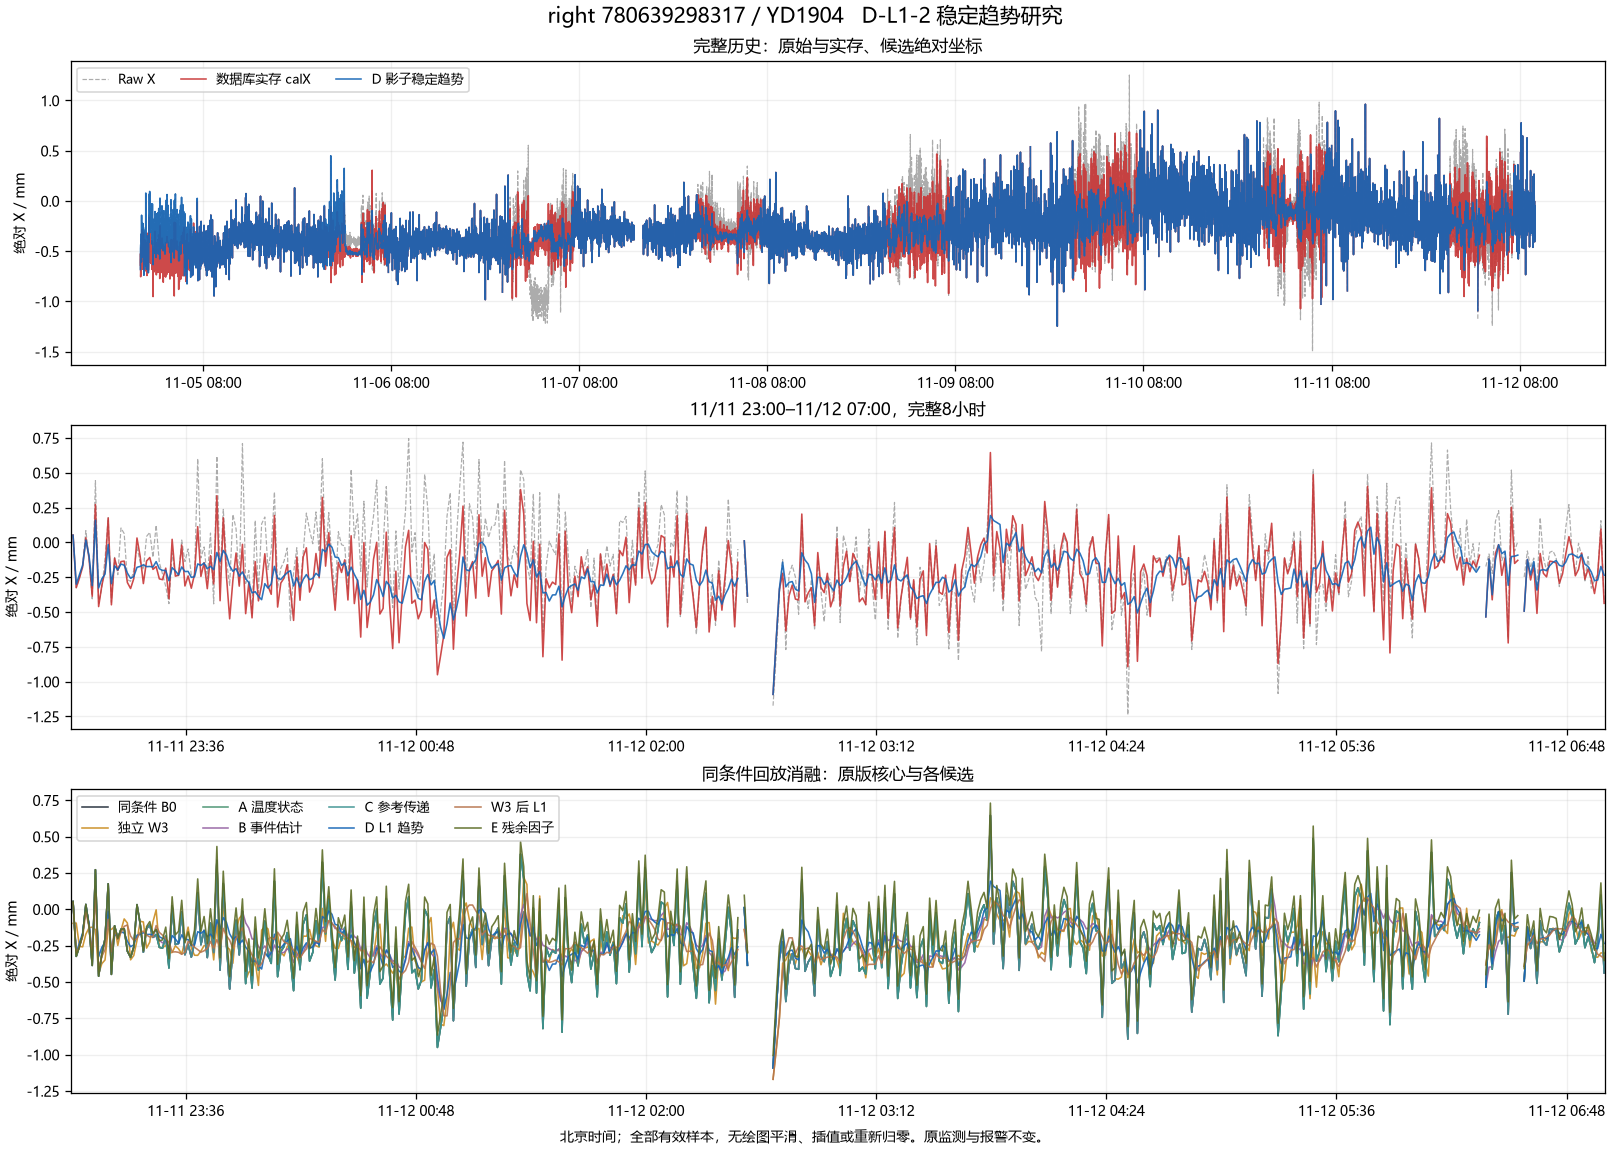 right 780639298317 / YD1904   D-L1-2 稳定趋势研究
完整历史：原始与实存、候选绝对坐标
Raw X
数据库实存 calX
D 影子稳定趋势
绝对 X / mm
1.0
0.5
0.0
-0.5
-1.0
-1.5
11-05 08:00
11-06 08:00
11-07 08:00
11-08 08:00
11-09 08:00
11-10 08:00
11-11 08:00
11-12 08:00
11/11 23:00–11/12 07:00，完整8小时
绝对 X / mm
0.75
0.50
0.25
0.00
-0.25
-0.50
-0.75
-1.00
-1.25
11-11 23:36
11-12 00:48
11-12 02:00
11-12 03:12
11-12 04:24
11-12 05:36
11-12 06:48
同条件回放消融：原版核心与各候选
同条件 B0
A 温度状态
C 参考传递
W3 后 L1
独立 W3
B 事件估计
D L1 趋势
E 残余因子
绝对 X / mm
0.75
0.50
0.25
0.00
-0.25
-0.50
-0.75
-1.00
-1.25
11-11 23:36
11-12 00:48
11-12 02:00
11-12 03:12
11-12 04:24
11-12 05:36
11-12 06:48
北京时间；全部有效样本，无绘图平滑、插值或重新归零。原监测与报警不变。